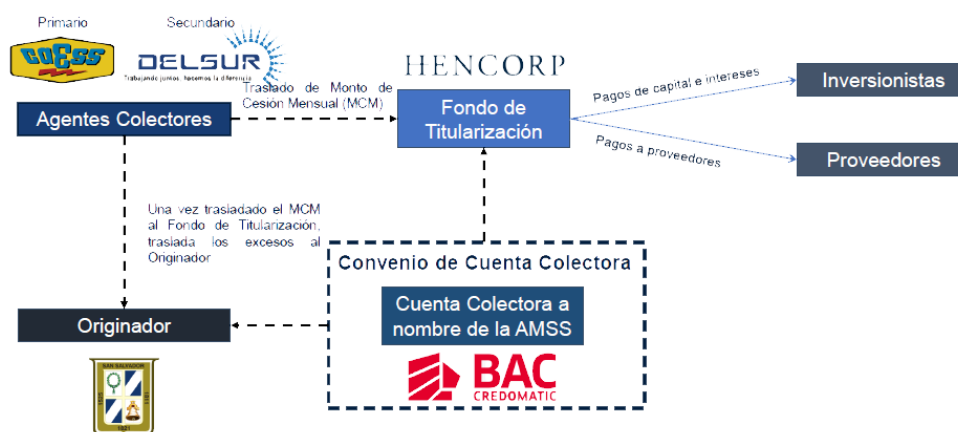 Primario
Secundario
COESS
DELSUR
Trabajando juntos, hacemos la diferencia
HENCORP
Traslado de Monto de
Cesión Mensual (MCM)
Agentes Colectores
Fondo de
Titularización
Pagos de capital e intereses
Inversionistas
Pagos a proveedores
Proveedores
Una vez trasladado el MCM
al Fondo de Titularización,
traslada los excesos al
Originador
Convenio de Cuenta Colectora
Cuenta Colectora a
nombre de la AMSS
Originador
BAC
CREDOMATIC
SAN SALVADOR